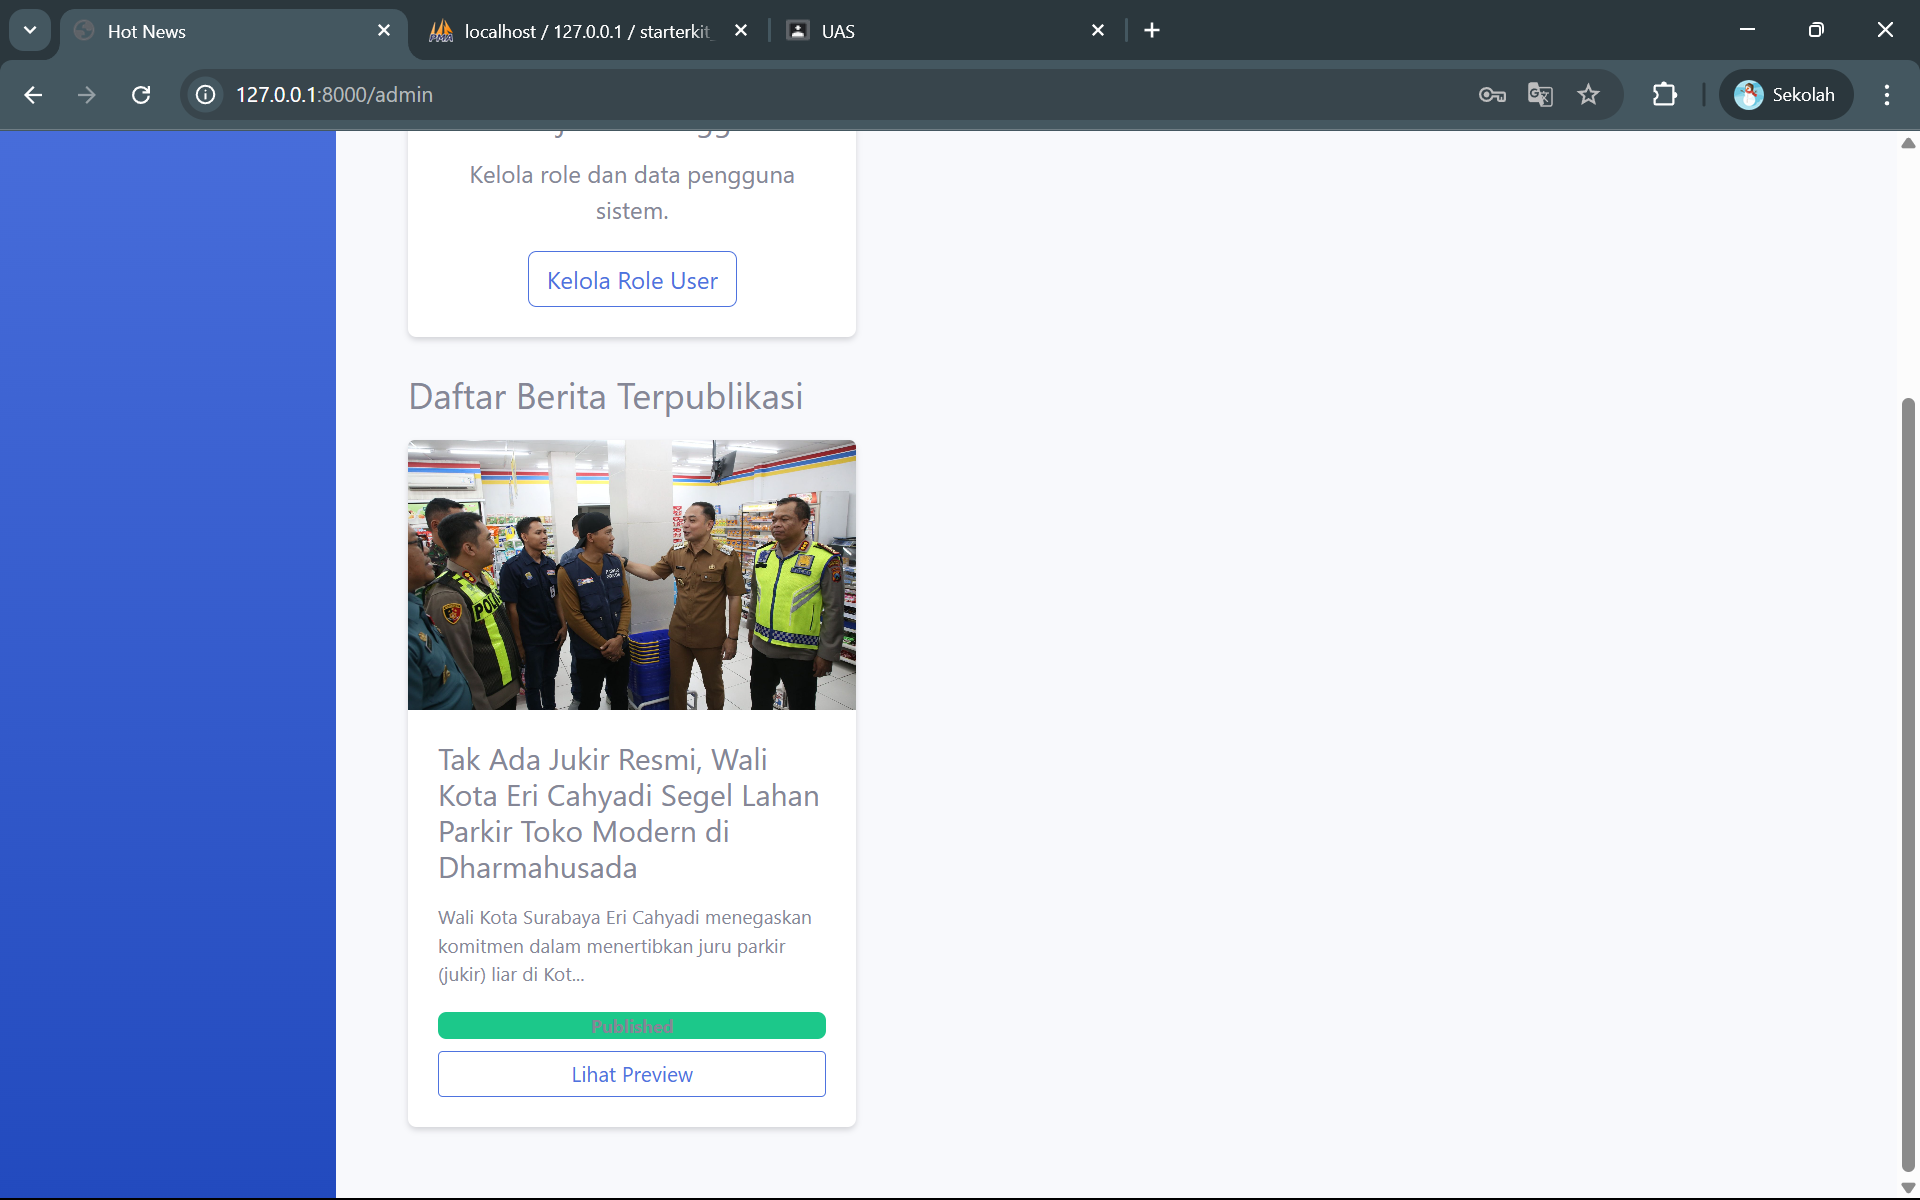 Hot News
localhost / 127.0.0.1 / starterkit_
UAS
127.0.0.1:8000/admin
Sekolah
Kelola role dan data pengguna
sistem.
Kelola Role User
Daftar Berita Terpublikasi
POLISI
Tak Ada Jukir Resmi, Wali
Kota Eri Cahyadi Segel Lahan
Parkir Toko Modern di
Dharmahusada
Wali Kota Surabaya Eri Cahyadi menegaskan
komitmen dalam menertibkan juru parkir
(jukir) liar di Kot...
Published
Lihat Preview